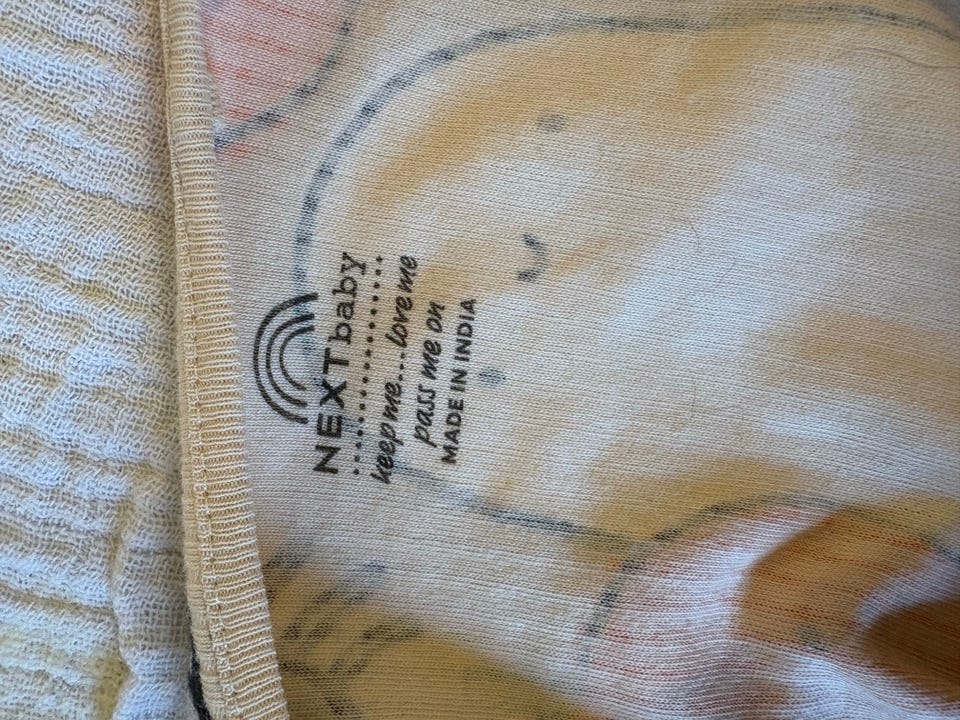 NEXTbaby
keep me...love me
pass me on
MADE IN INDIA